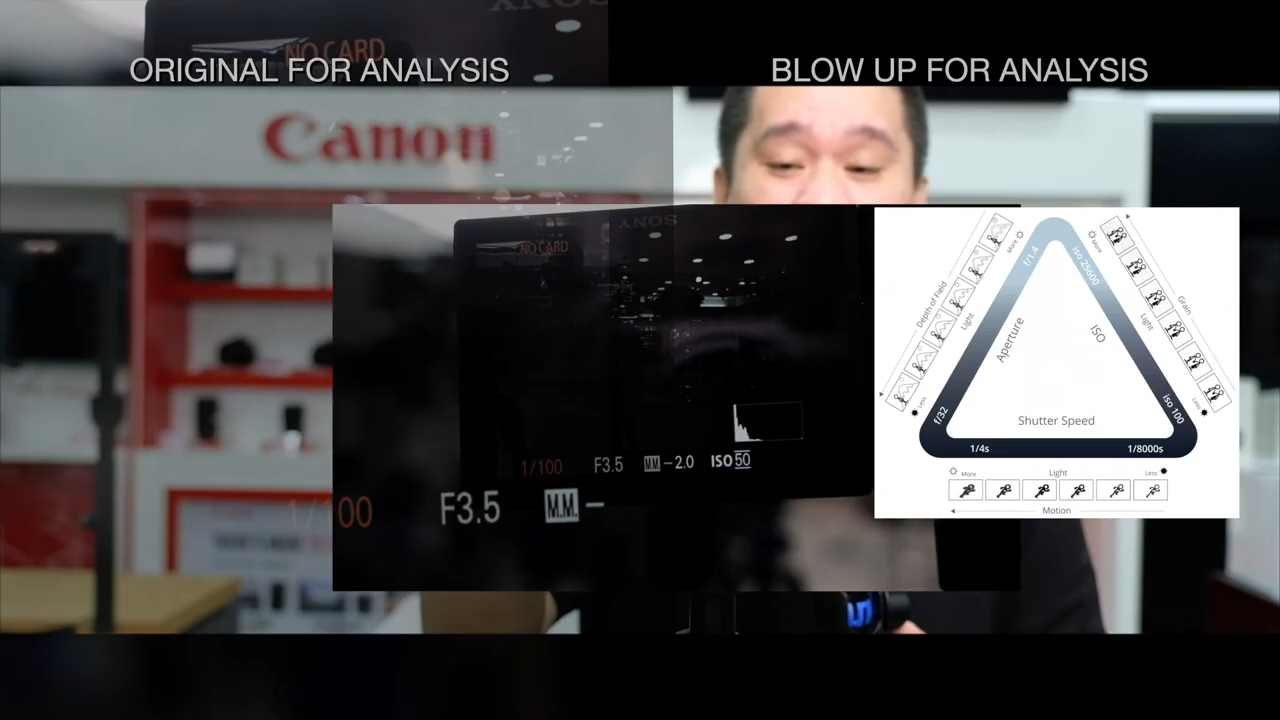 SONY
NO CARD
ORIGINAL FOR ANALYSIS
BLOW UP FOR ANALYSIS
Canon
SONY
NO CARD
1/100 F3.5 M.M. -2.0 ISO 50
1/100 F3.5 M.M. -
f/1.4
iso 25600
f/32
iso 100
Aperture
ISO
Shutter Speed
1/4s
1/8000s
Depth of Field
Light
More
Less
Grain
Light
More
Less
More
Light
Less
Motion